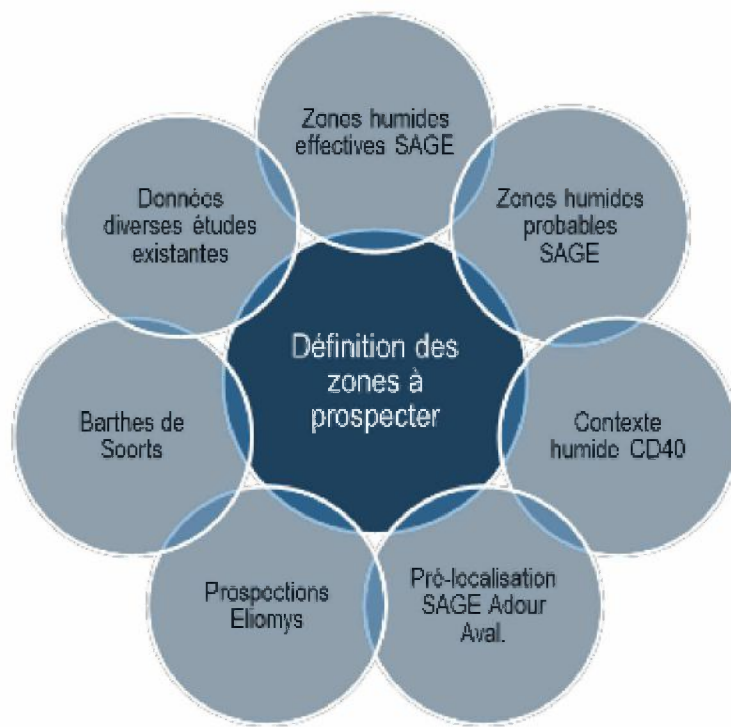 Zones humides
effectives SAGE
Zones humides
probables
SAGE
Contexte
humide CD40
Pré-localisation
SAGE Adour
Aval.
Prospections
Eliomys
Barthes de
Soorts
Données
diverses études
existantes
Définition des
zones à
prospecter